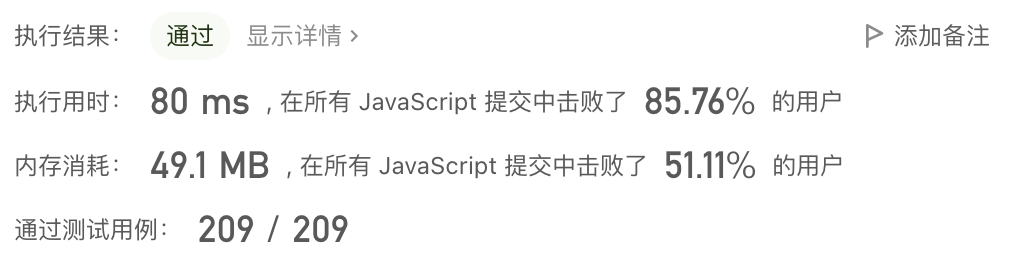 执行结果： 通过 显示详情 > 添加备注
执行用时： 80 ms ，在所有 JavaScript 提交中击败了 85.76% 的用户
内存消耗： 49.1 MB ，在所有 JavaScript 提交中击败了 51.11% 的用户
通过测试用例： 209 / 209